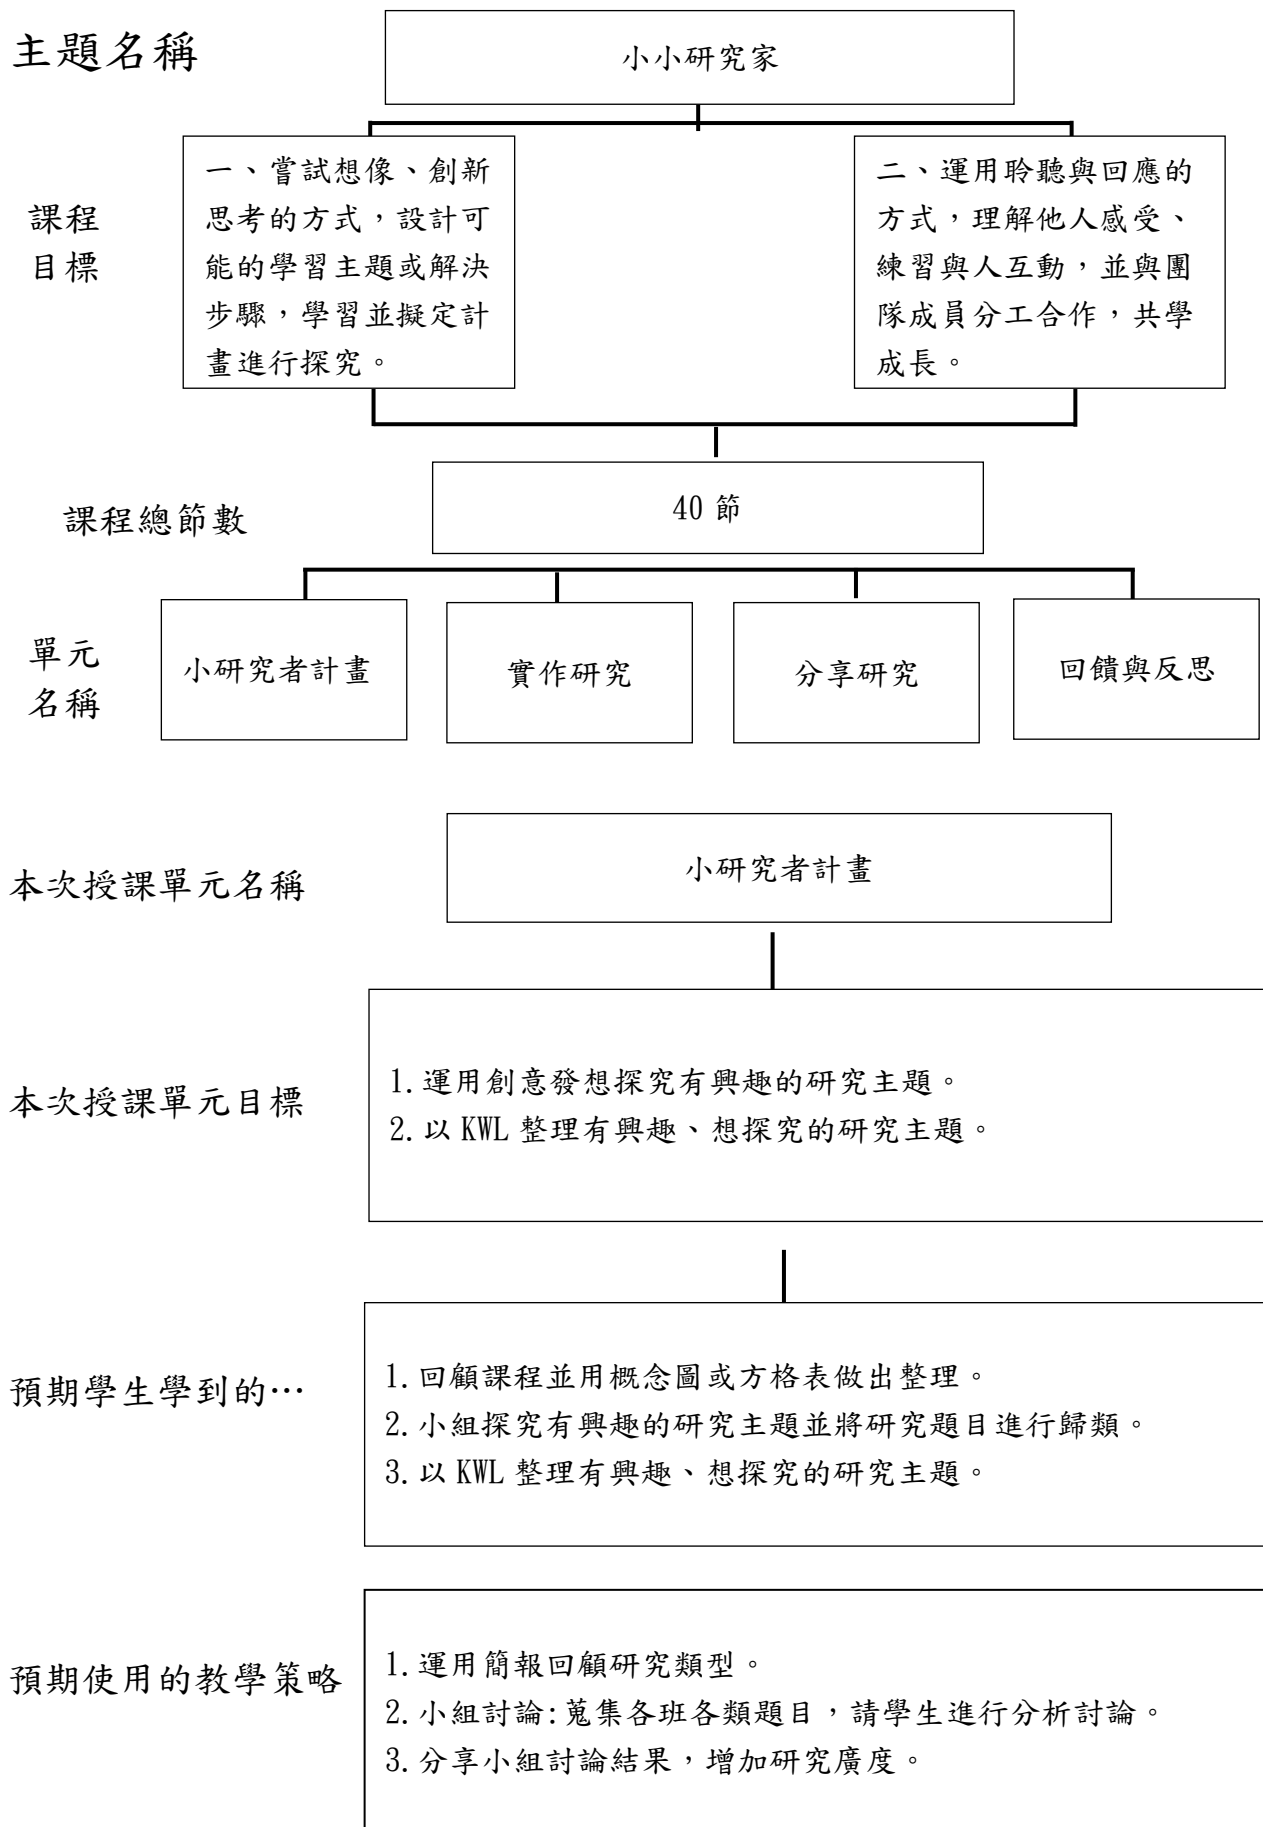 主題名稱
小小研究家
課程
目標
一、嘗試想像、創新
思考的方式，設計可
能的學習主題或解決
步驟，學習並擬定計
畫進行探究。
二、運用聆聽與回應的
方式，理解他人感受、
練習與人互動，並與團
隊成員分工合作，共學
成長。
課程總節數
40 節
單元
名稱
小研究者計畫
實作研究
分享研究
回饋與反思
本次授課單元名稱
小研究者計畫
本次授課單元目標
1.運用創意發想探究有興趣的研究主題。
2.以 KWL 整理有興趣、想探究的研究主題。
預期學生學到的…
1.回顧課程並用概念圖或方格表做出整理。
2.小組探究有興趣的研究主題並將研究題目進行歸類。
3.以 KWL 整理有興趣、想探究的研究主題。
預期使用的教學策略
1.運用簡報回顧研究類型。
2.小組討論:蒐集各班各類題目，請學生進行分析討論。
3.分享小組討論結果，增加研究廣度。